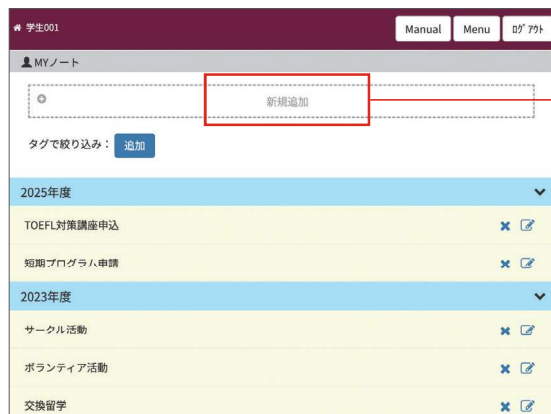 学生001
Manual Menu ﾛｸﾞｱｳﾄ
MYノート
新規追加
タグで絞り込み： 追加
2025年度
TOEFL対策講座申込
短期プログラム申請
2023年度
サークル活動
ボランティア活動
交換留学